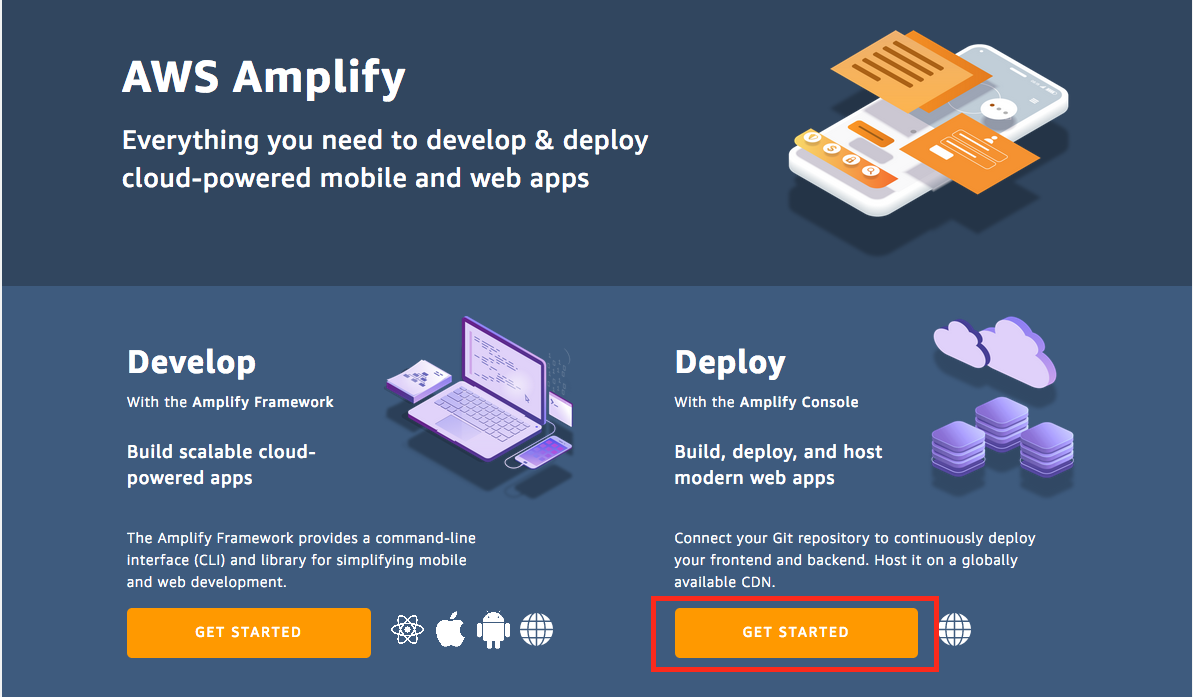 AWS Amplify
Everything you need to develop & deploy
cloud-powered mobile and web apps
Develop
With the Amplify Framework
Build scalable cloud-
powered apps
The Amplify Framework provides a command-line
interface (CLI) and library for simplifying mobile
and web development.
GET STARTED
Deploy
With the Amplify Console
Build, deploy, and host
modern web apps
Connect your Git repository to continuously deploy
your frontend and backend. Host it on a globally
available CDN.
GET STARTED